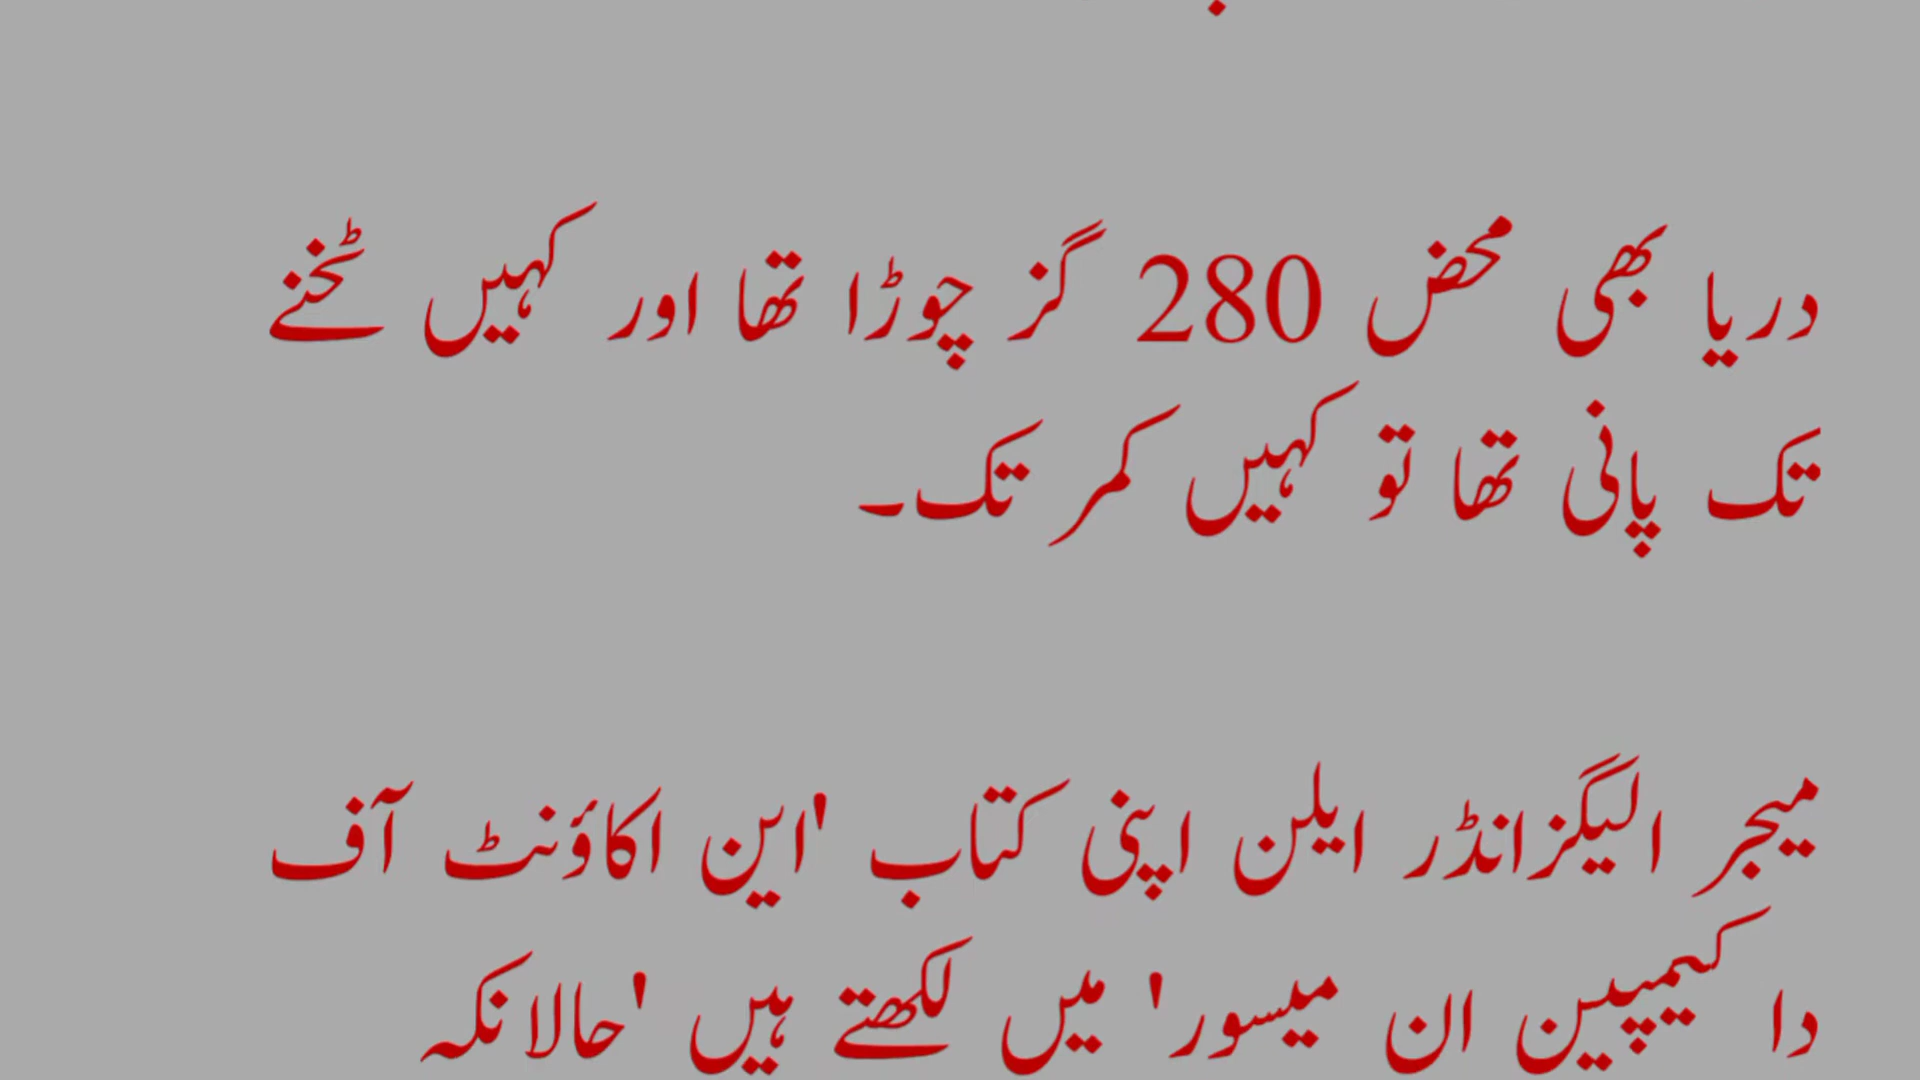 دریا بھی محض 280 گز چوڑا تھا اور کہیں ٹخنے
تک پانی تھا تو کہیں کمر تک۔
میجر الیگزانڈر ایلن اپنی کتاب 'این اکاؤنٹ آف
دا کیمپیین ان میسور' میں لکھتے ہیں 'حالانکہ